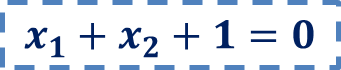 x₁ + x₂ + 1 = 0